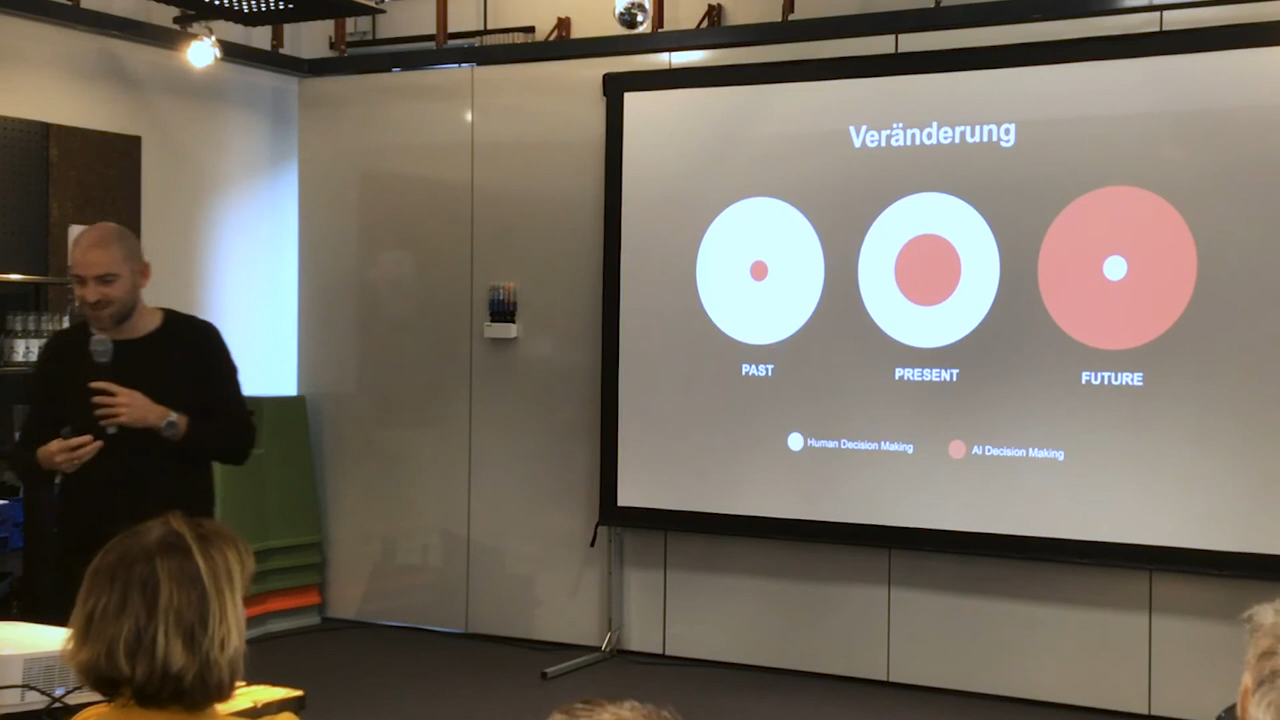 Veränderung
PAST
PRESENT
FUTURE
Human Decision Making
AI Decision Making